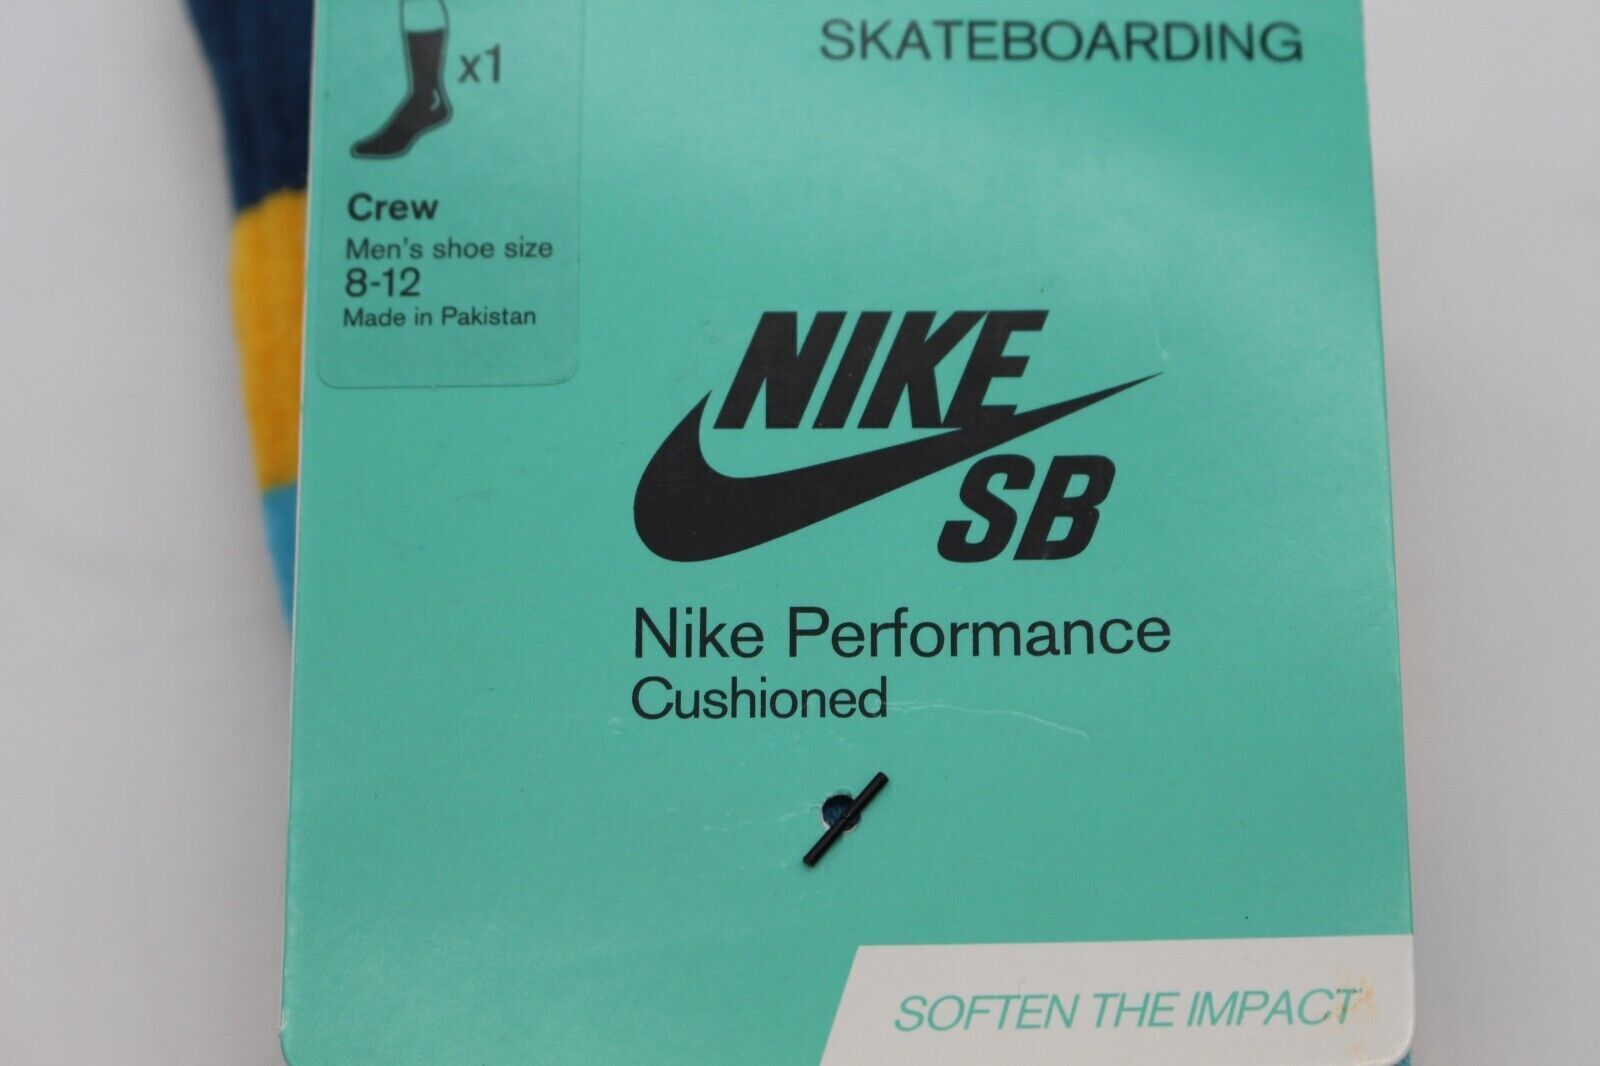 SKATEBOARDING
x1
Crew
Men's shoe size
8-12
Made in Pakistan
NIKE
SB
Nike Performance
Cushioned
SOFTEN THE IMPACT